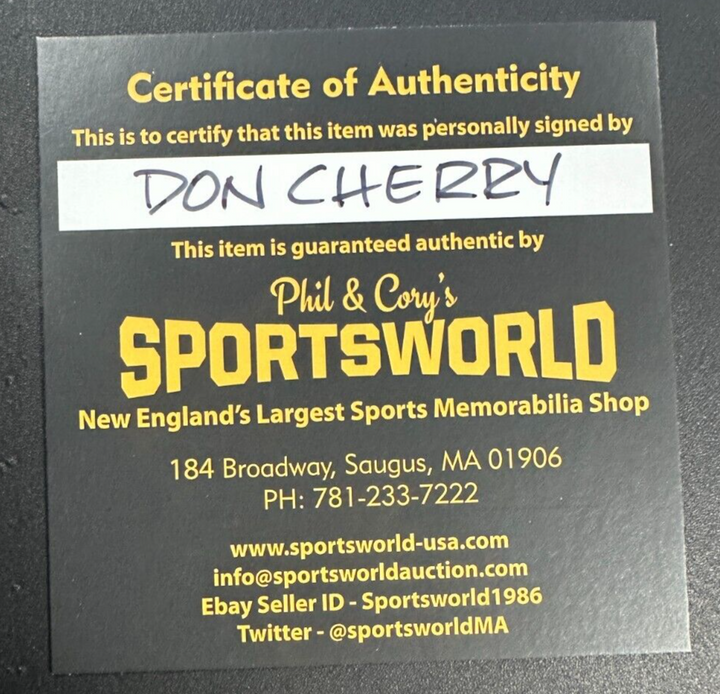 Certificate of Authenticity
This is to certify that this item was personally signed by
DON CHERRY
This item is guaranteed authentic by
Phil & Cory's
SPORTSWORLD
New England's Largest Sports Memorabilia Shop
184 Broadway, Saugus, MA 01906
PH: 781-233-7222
www.sportsworld-usa.com
info@sportsworldauction.com
Ebay Seller ID - Sportsworld1986
Twitter - @sportsworldMA